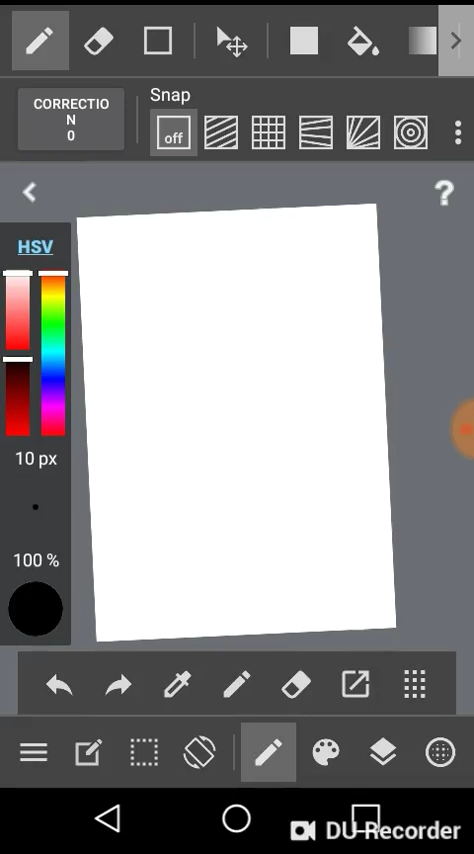 CORRECTIO
N
0
Snap
off
?
HSV
10 px
100 %
DU Recorder